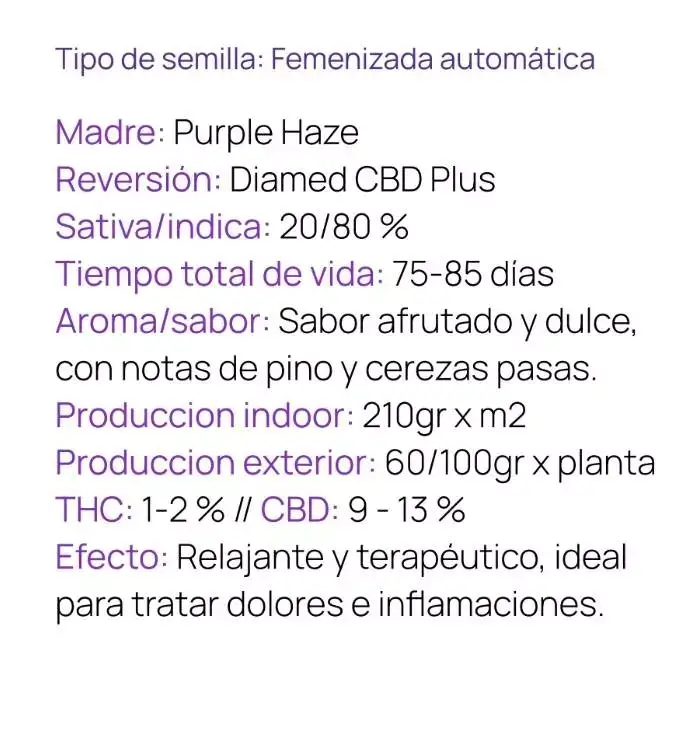 Tipo de semilla: Femenizada automática
Madre: Purple Haze
Reversión: Diamed CBD Plus
Sativa/indica: 20/80 %
Tiempo total de vida: 75-85 días
Aroma/sabor: Sabor afrutado y dulce,
con notas de pino y cerezas pasas.
Produccion indoor: 210gr x m2
Produccion exterior: 60/100gr x planta
THC: 1-2 % // CBD: 9 - 13 %
Efecto: Relajante y terapéutico, ideal
para tratar dolores e inflamaciones.